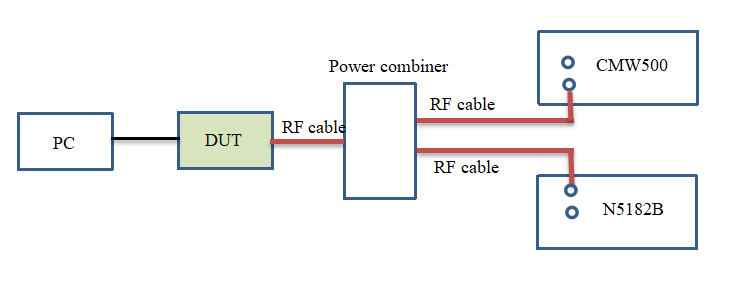 Power combiner
CMW500
RF cable
PC
DUT
RF cable
RF cable
N5182B